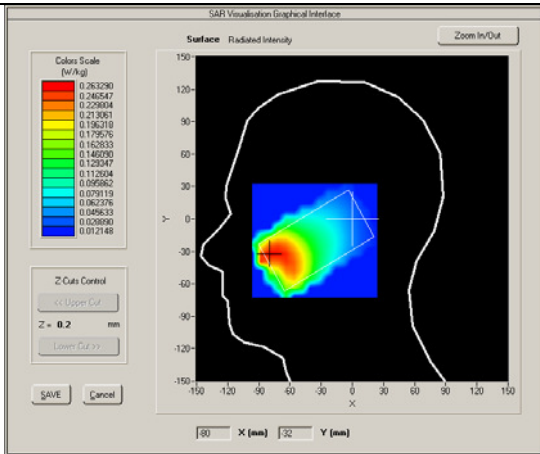 SAR Visualisation Graphical Interface
Surface Radiated Intensity
Zoom In/Out
Colors Scale
(W/kg)
0.263290
0.246547
0.229804
0.213061
0.196318
0.179576
0.162833
0.146090
0.129347
0.112604
0.095862
0.079119
0.062376
0.045633
0.028890
0.012148
Z Cuts Control
<< Upper Cut
Z = 0.2 mm
Lower Cut >>
SAVE Cancel
150
120
90
60
30
0
-30
-60
-90
-120
-150
Y
-150 -120 -90 -60 -30 0 30 60 90 120 150
X
-80 X (mm) -32 Y (mm)